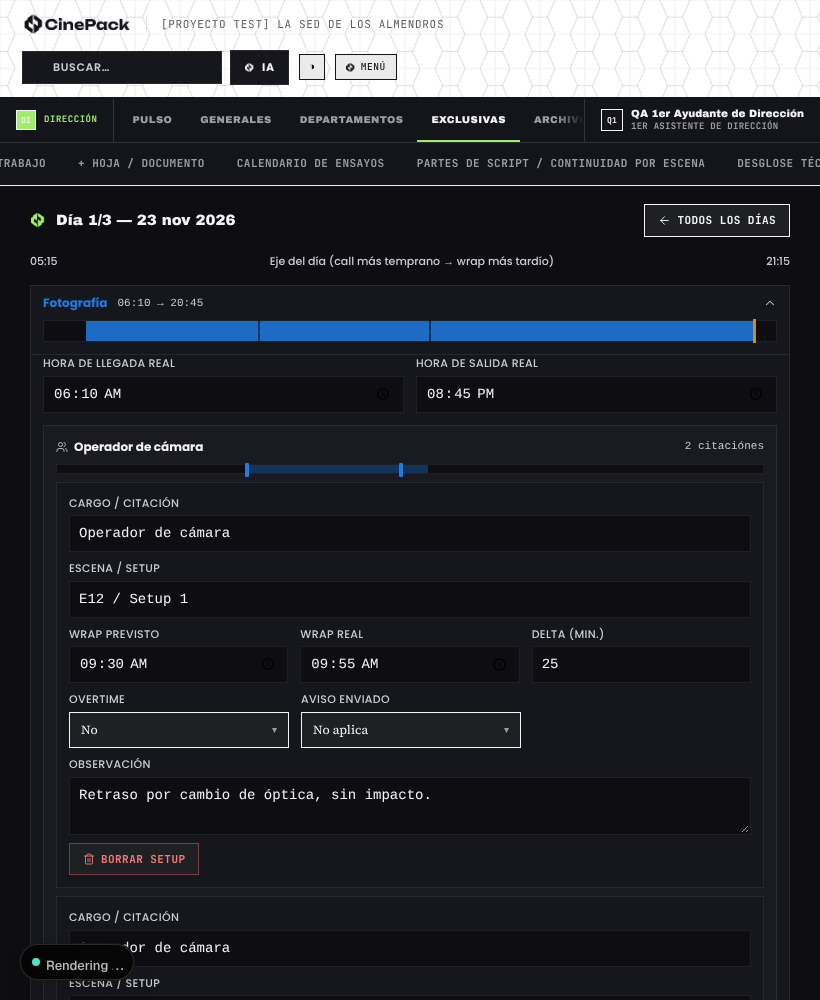 CinePack [PROYECTO TEST] LA SED DE LOS ALMENDROS
BUSCAR… IA MENÚ
01 DIRECCIÓN PULSO GENERALES DEPARTAMENTOS EXCLUSIVAS ARCHIV Q1 QA 1er Ayudante de Dirección
1ER ASISTENTE DE DIRECCIÓN
TRABAJO + HOJA / DOCUMENTO CALENDARIO DE ENSAYOS PARTES DE SCRIPT / CONTINUIDAD POR ESCENA DESGLOSE TÉC
Día 1/3 — 23 nov 2026 ← TODOS LOS DÍAS
05:15 Eje del día (call más temprano → wrap más tardío) 21:15
Fotografía 06:10 → 20:45
HORA DE LLEGADA REAL HORA DE SALIDA REAL
06:10 AM 08:45 PM
Operador de cámara 2 citaciónes
CARGO / CITACIÓN
Operador de cámara
ESCENA / SETUP
E12 / Setup 1
WRAP PREVISTO WRAP REAL DELTA (MIN.)
09:30 AM 09:55 AM 25
OVERTIME AVISO ENVIADO
No No aplica
OBSERVACIÓN
Retraso por cambio de óptica, sin impacto.
BORRAR SETUP
CARGO / CITACIÓN
dor de cámara
Rendering ...
ESCENA / SETUP